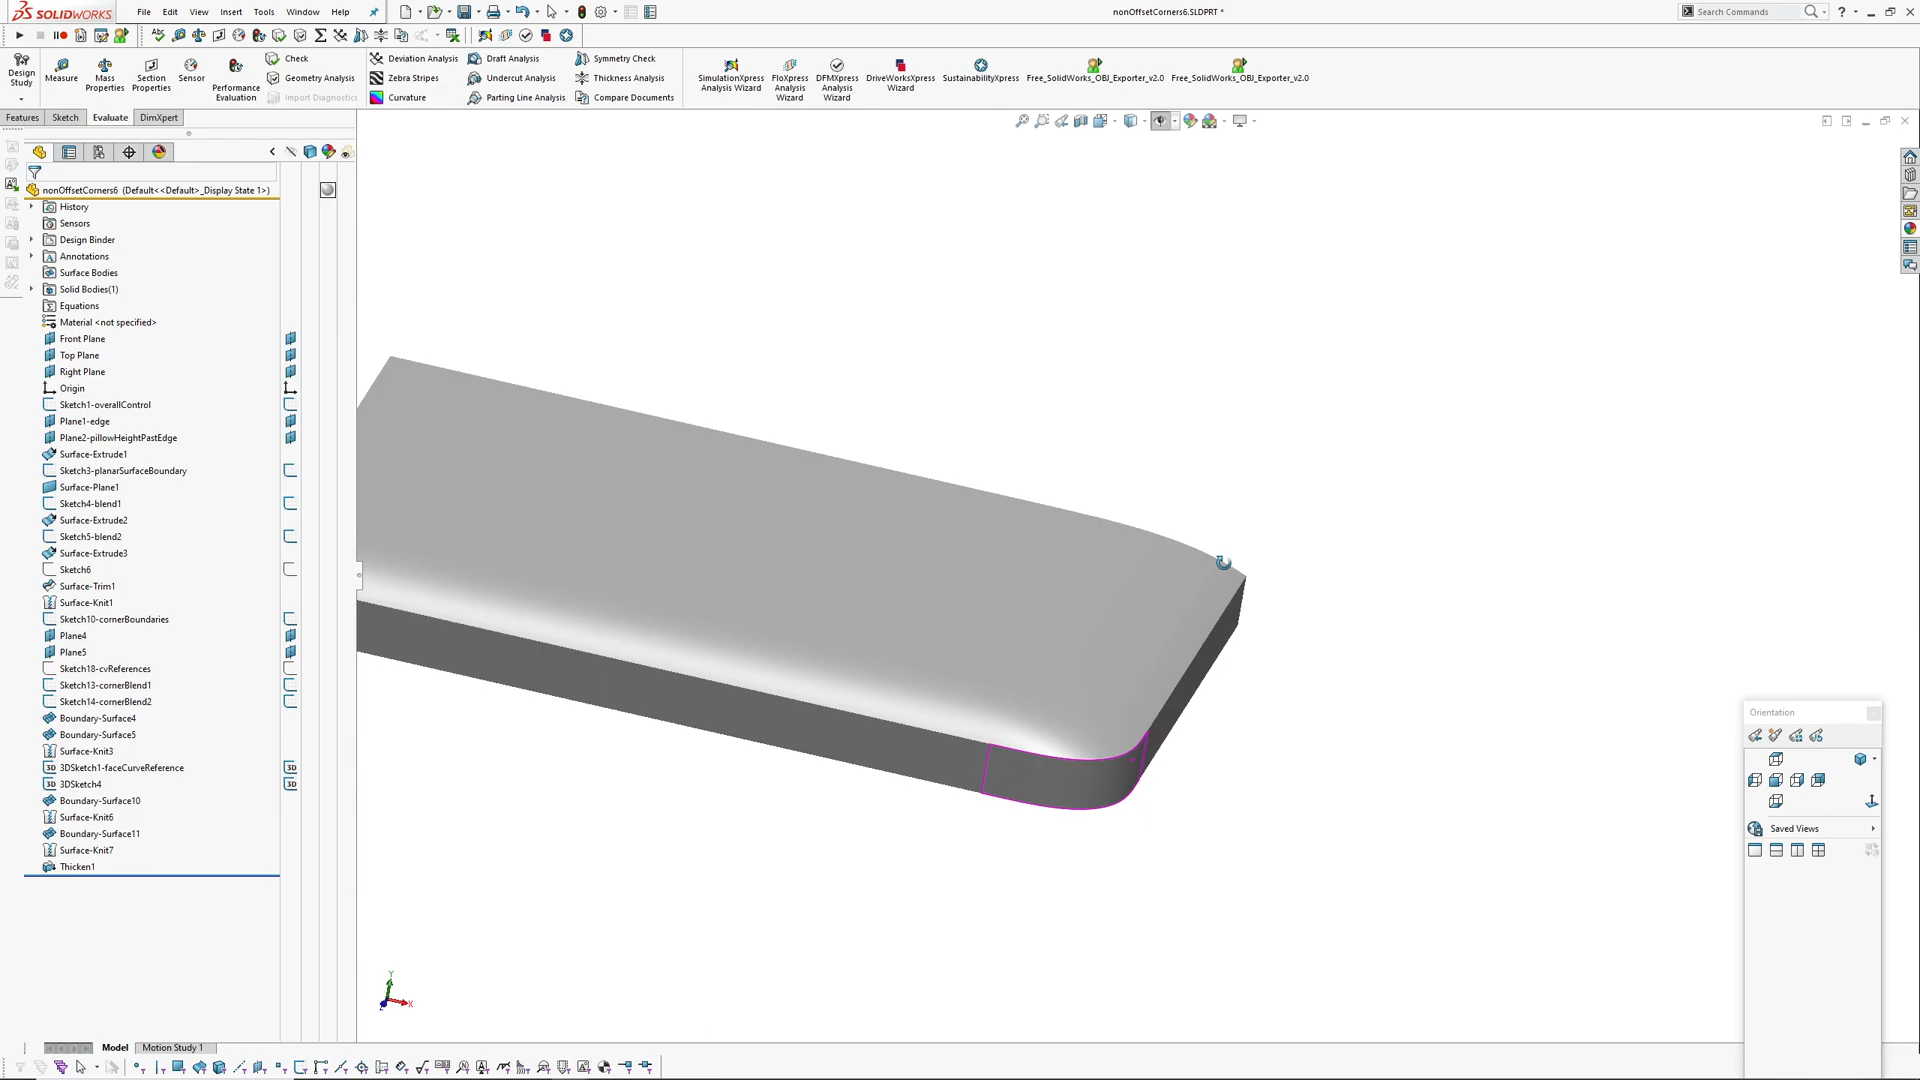 SOLIDWORKS File Edit View Insert Tools Window Help nonOffsetCorners6.SLDPRT * Search Commands
Design Study
Measure
Mass Properties
Section Properties
Sensor
Performance Evaluation
Check
Geometry Analysis
Import Diagnostics
Deviation Analysis
Zebra Stripes
Curvature
Draft Analysis
Undercut Analysis
Parting Line Analysis
Symmetry Check
Thickness Analysis
Compare Documents
SimulationXpress Analysis Wizard
FloXpress Analysis Wizard
DFMXpress Analysis Wizard
DriveWorksXpress Wizard
SustainabilityXpress
Free_SolidWorks_OBJ_Exporter_v2.0
Free_SolidWorks_OBJ_Exporter_v2.0
Features Sketch Evaluate DimXpert
nonOffsetCorners6 (Default<<Default>_Display State 1>)
History
Sensors
Design Binder
Annotations
Surface Bodies
Solid Bodies(1)
Equations
Material <not specified>
Front Plane
Top Plane
Right Plane
Origin
Sketch1-overallControl
Plane1-edge
Plane2-pillowHeightPastEdge
Surface-Extrude1
Sketch3-planarSurfaceBoundary
Surface-Plane1
Sketch4-blend1
Surface-Extrude2
Sketch5-blend2
Surface-Extrude3
Sketch6
Surface-Trim1
Surface-Knit1
Sketch10-cornerBoundaries
Plane4
Plane5
Sketch18-cvReferences
Sketch13-cornerBlend1
Sketch14-cornerBlend2
Boundary-Surface4
Boundary-Surface5
Surface-Knit3
3DSketch1-faceCurveReference
3DSketch4
Boundary-Surface10
Surface-Knit6
Boundary-Surface11
Surface-Knit7
Thicken1
Orientation
Saved Views
Y
X
Z
Model Motion Study 1